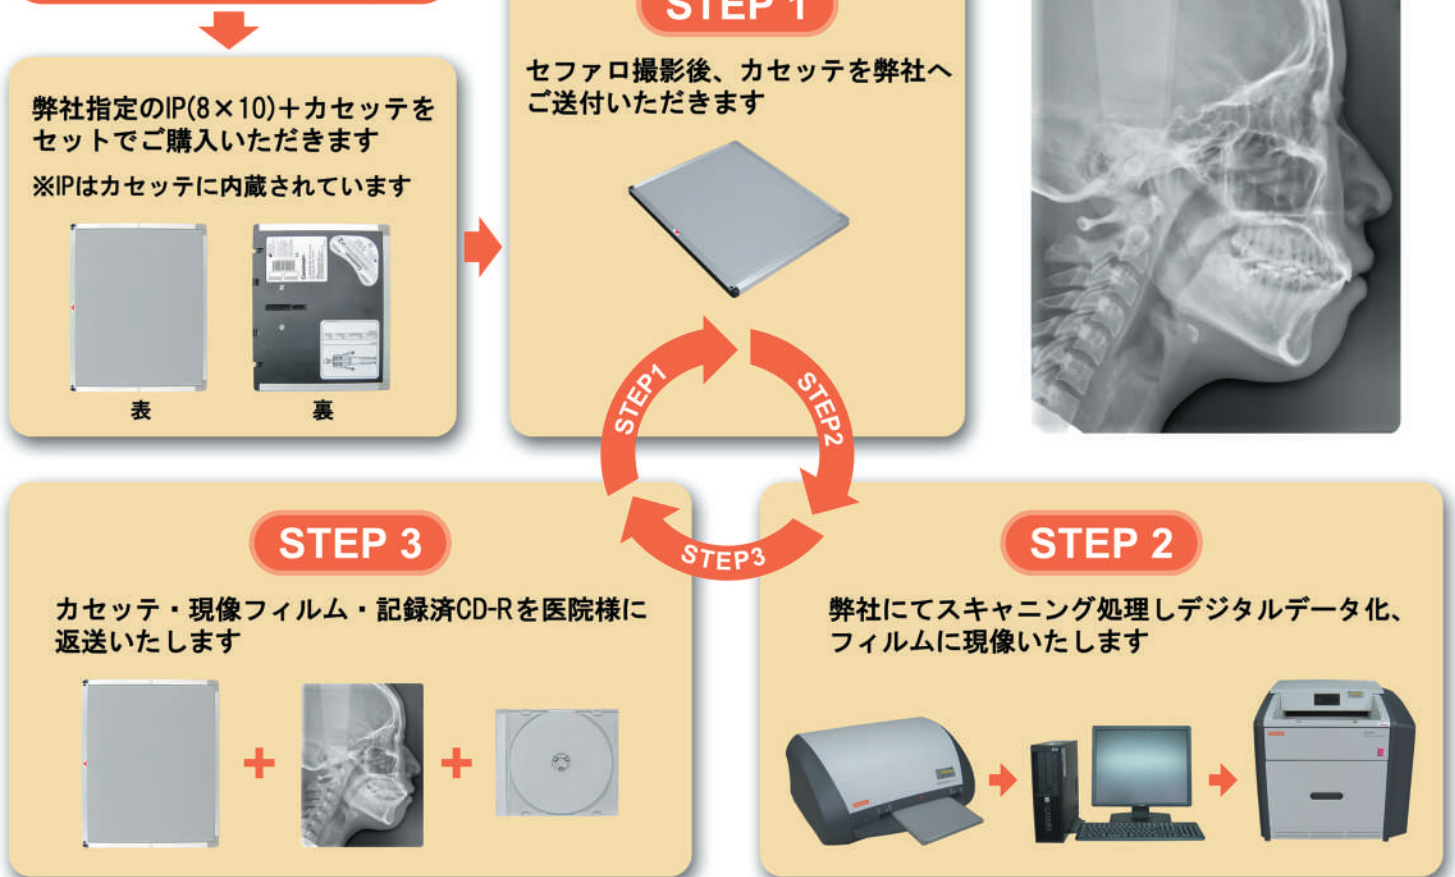 弊社指定のIP(8×10)＋カセッテを
セットでご購入いただきます
※IPはカセッテに内蔵されています
表
裏
STEP 1
セファロ撮影後、カセッテを弊社へ
ご送付いただきます
STEP1
STEP2
STEP3
STEP 3
カセッテ・現像フィルム・記録済CD-Rを医院様に
返送いたします
STEP 2
弊社にてスキャニング処理しデジタルデータ化、
フィルムに現像いたします